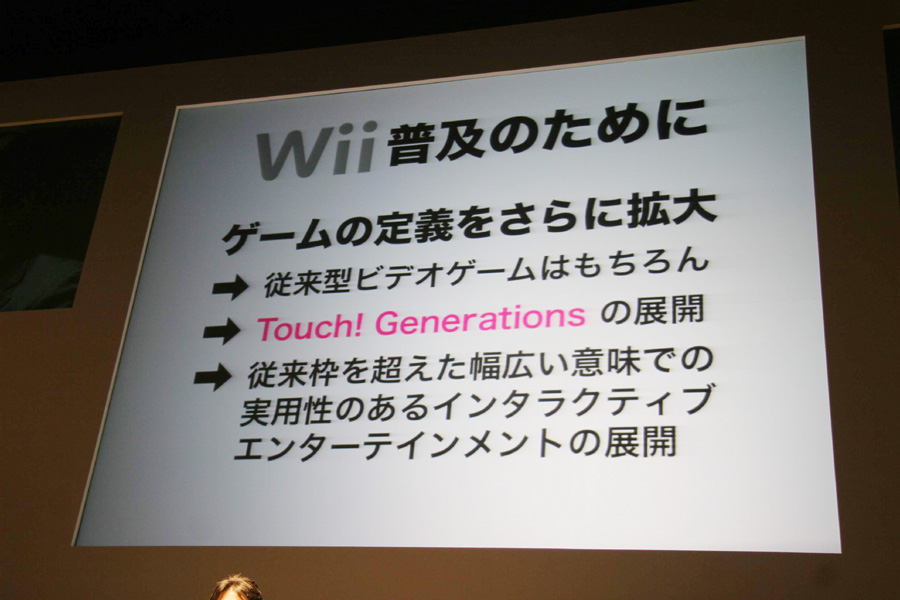 Wii 普及のために
ゲームの定義をさらに拡大
➡ 従来型ビデオゲームはもちろん
➡ Touch! Generations の展開
➡ 従来枠を超えた幅広い意味での
実用性のあるインタラクティブ
エンターテインメントの展開